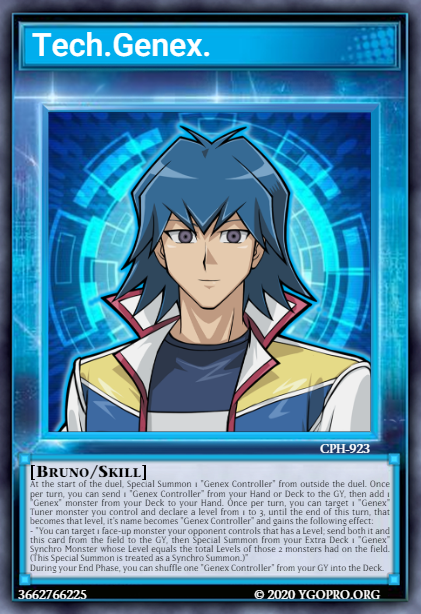 Tech.Genex.
CPH-923
[Bruno/Skill]
At the start of the duel, Special Summon 1 "Genex Controller" from outside the duel. Once
per turn, you can send 1 "Genex Controller" from your Hand or Deck to the GY, then add 1
"Genex" monster from your Deck to your Hand. Once per turn, you can target 1 "Genex"
Tuner monster you control and declare a level from 1 to 3, until the end of this turn, that
becomes that level, it's name becomes "Genex Controller" and gains the following effect:
- "You can target 1 face-up monster your opponent controls that has a Level; send both it and
this card from the field to the GY, then Special Summon from your Extra Deck 1 "Genex"
Synchro Monster whose Level equals the total Levels of those 2 monsters had on the field.
(This Special Summon is treated as a Synchro Summon.)"
During your End Phase, you can shuffle one "Genex Controller" from your GY into the Deck.
3662766225
© 2020 YGOPRO.ORG